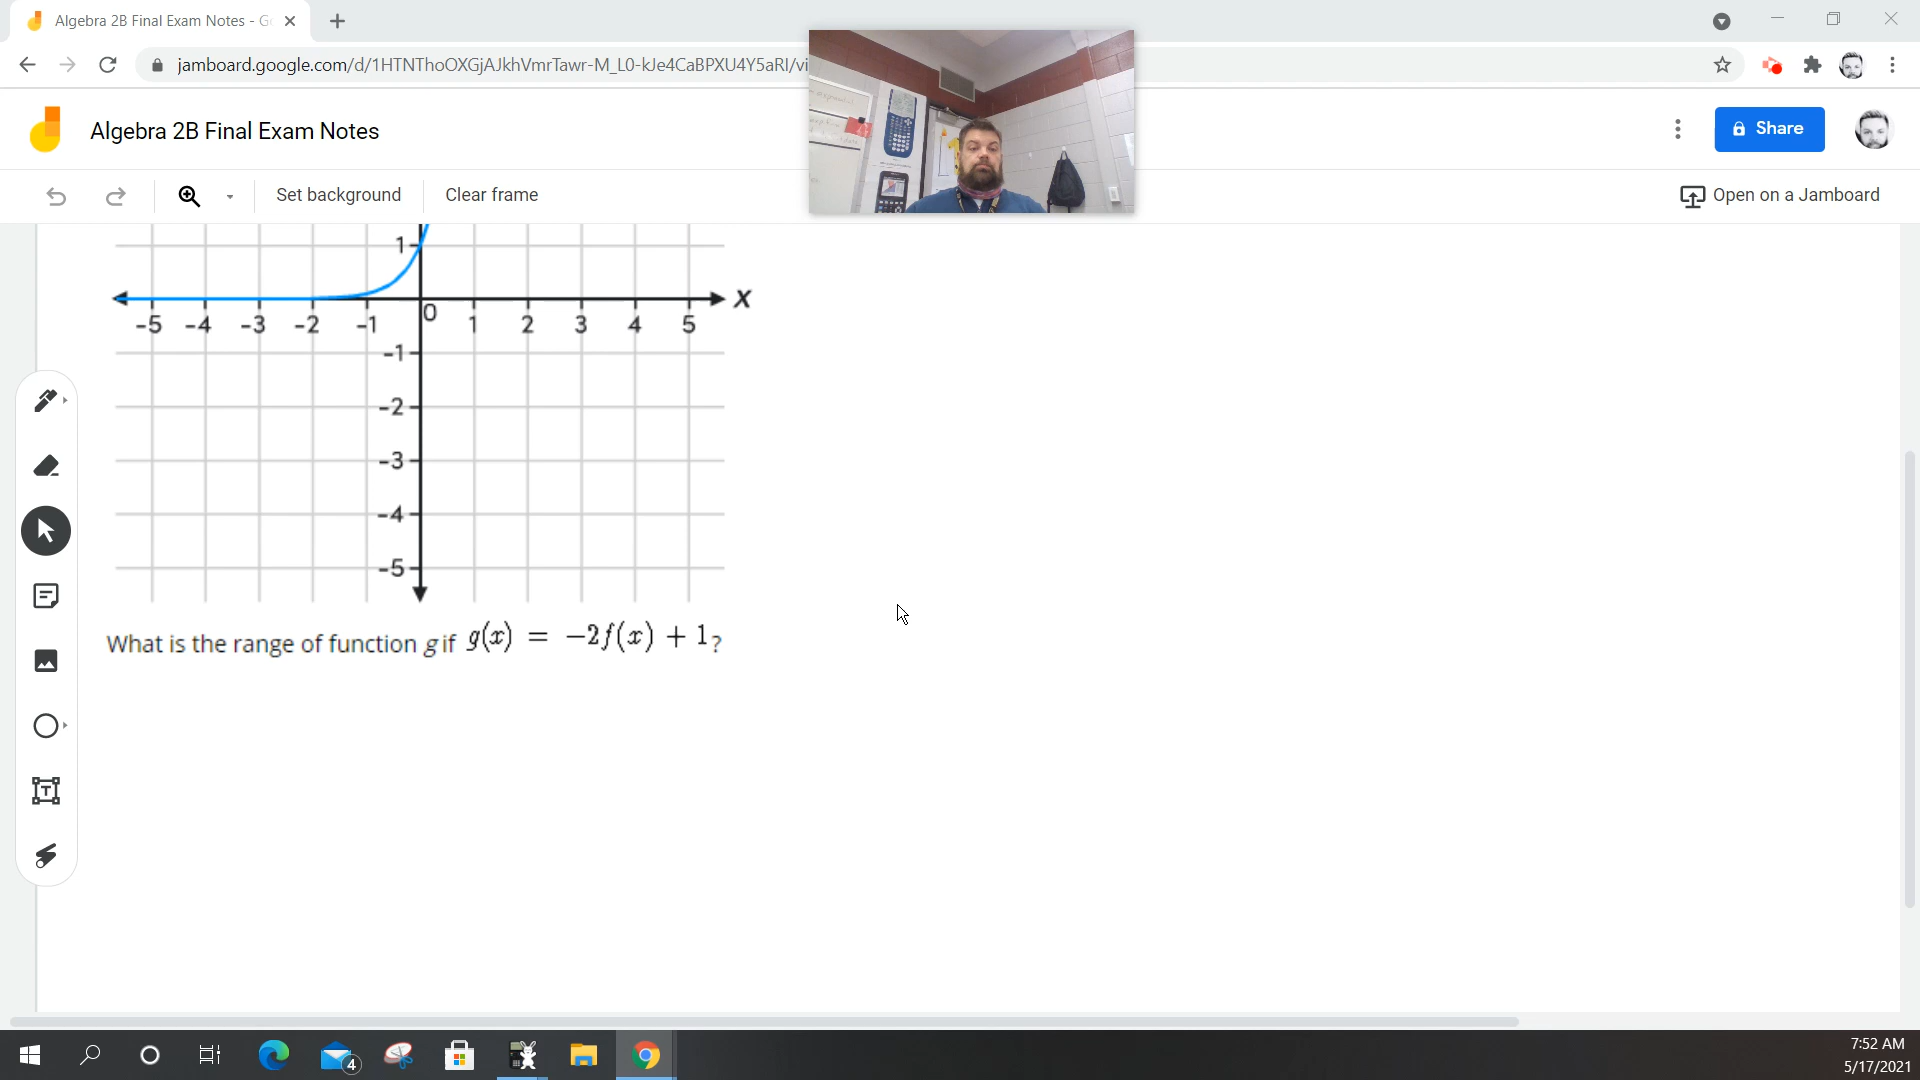 Algebra 2B Final Exam Notes - G
jamboard.google.com/d/1HTNThoOXGjAJkhVmrTawr-M_L0-kJe4CaBPXU4Y5aRI/vi
Algebra 2B Final Exam Notes
Share
Set background
Clear frame
Open on a Jamboard
1
X
0
-5 -4 -3 -2 -1 1 2 3 4 5
-1
-2
-3
-4
-5
What is the range of function g if g(x) = −2f(x) + 1?
4
7:52 AM
5/17/2021